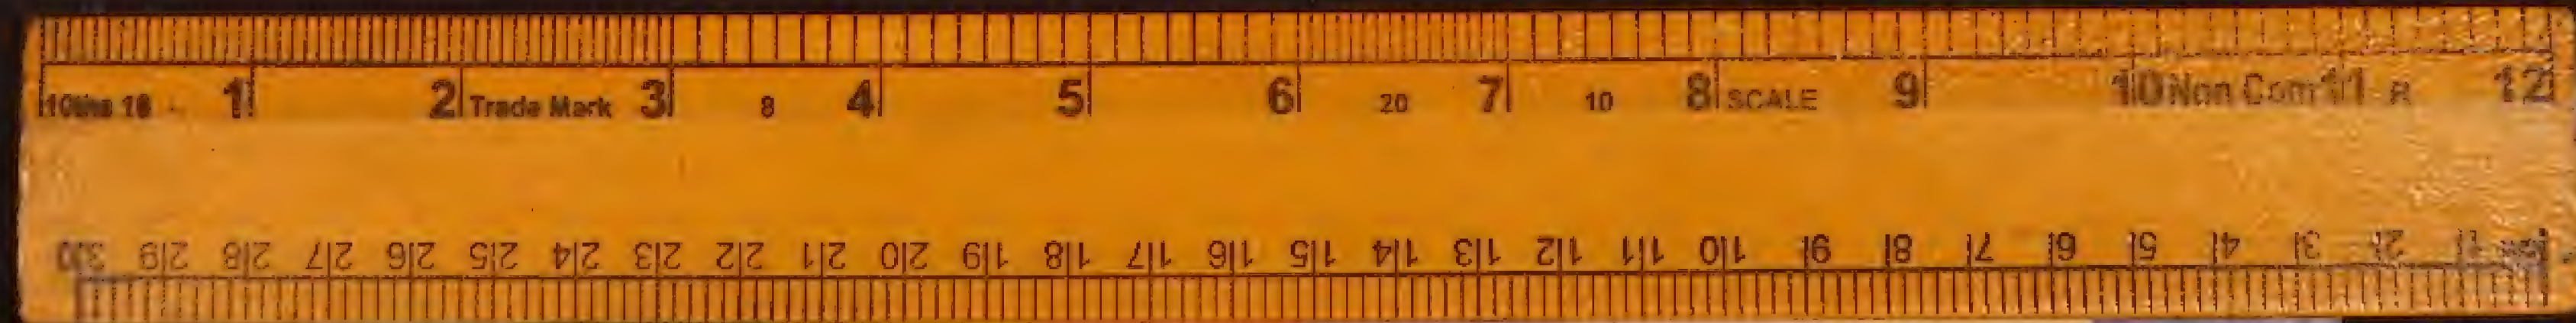 10ths 16 1 2 Trade Mark 3 8 4 5 6 20 7 10 8 SCALE 9 10 Non Com 11 R 12
30 29 28 27 26 25 24 23 22 21 20 19 18 17 16 15 14 13 12 11 10 9 8 7 6 5 4 3 2 1